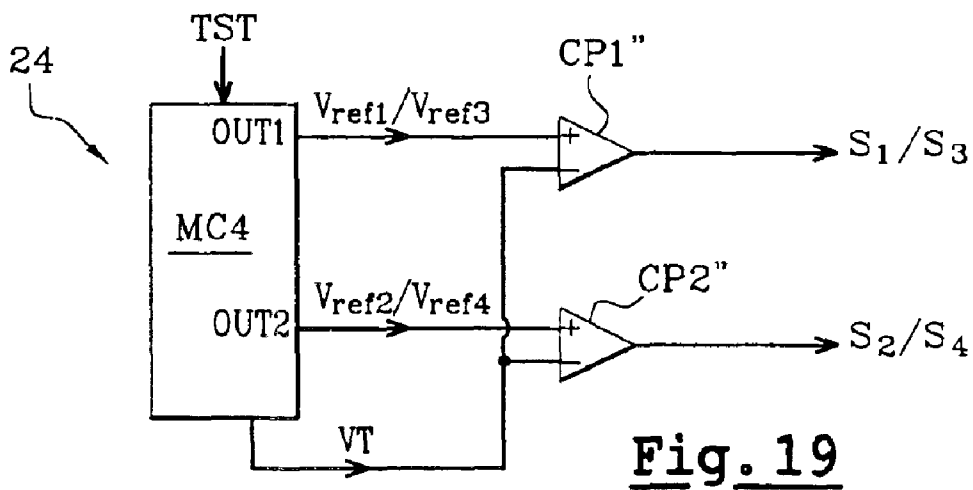 TST
24
CP1"
OUT1
Vref1/Vref3
+
−
S1/S3
MC4
CP2"
OUT2
Vref2/Vref4
+
−
S2/S4
VT
Fig. 19